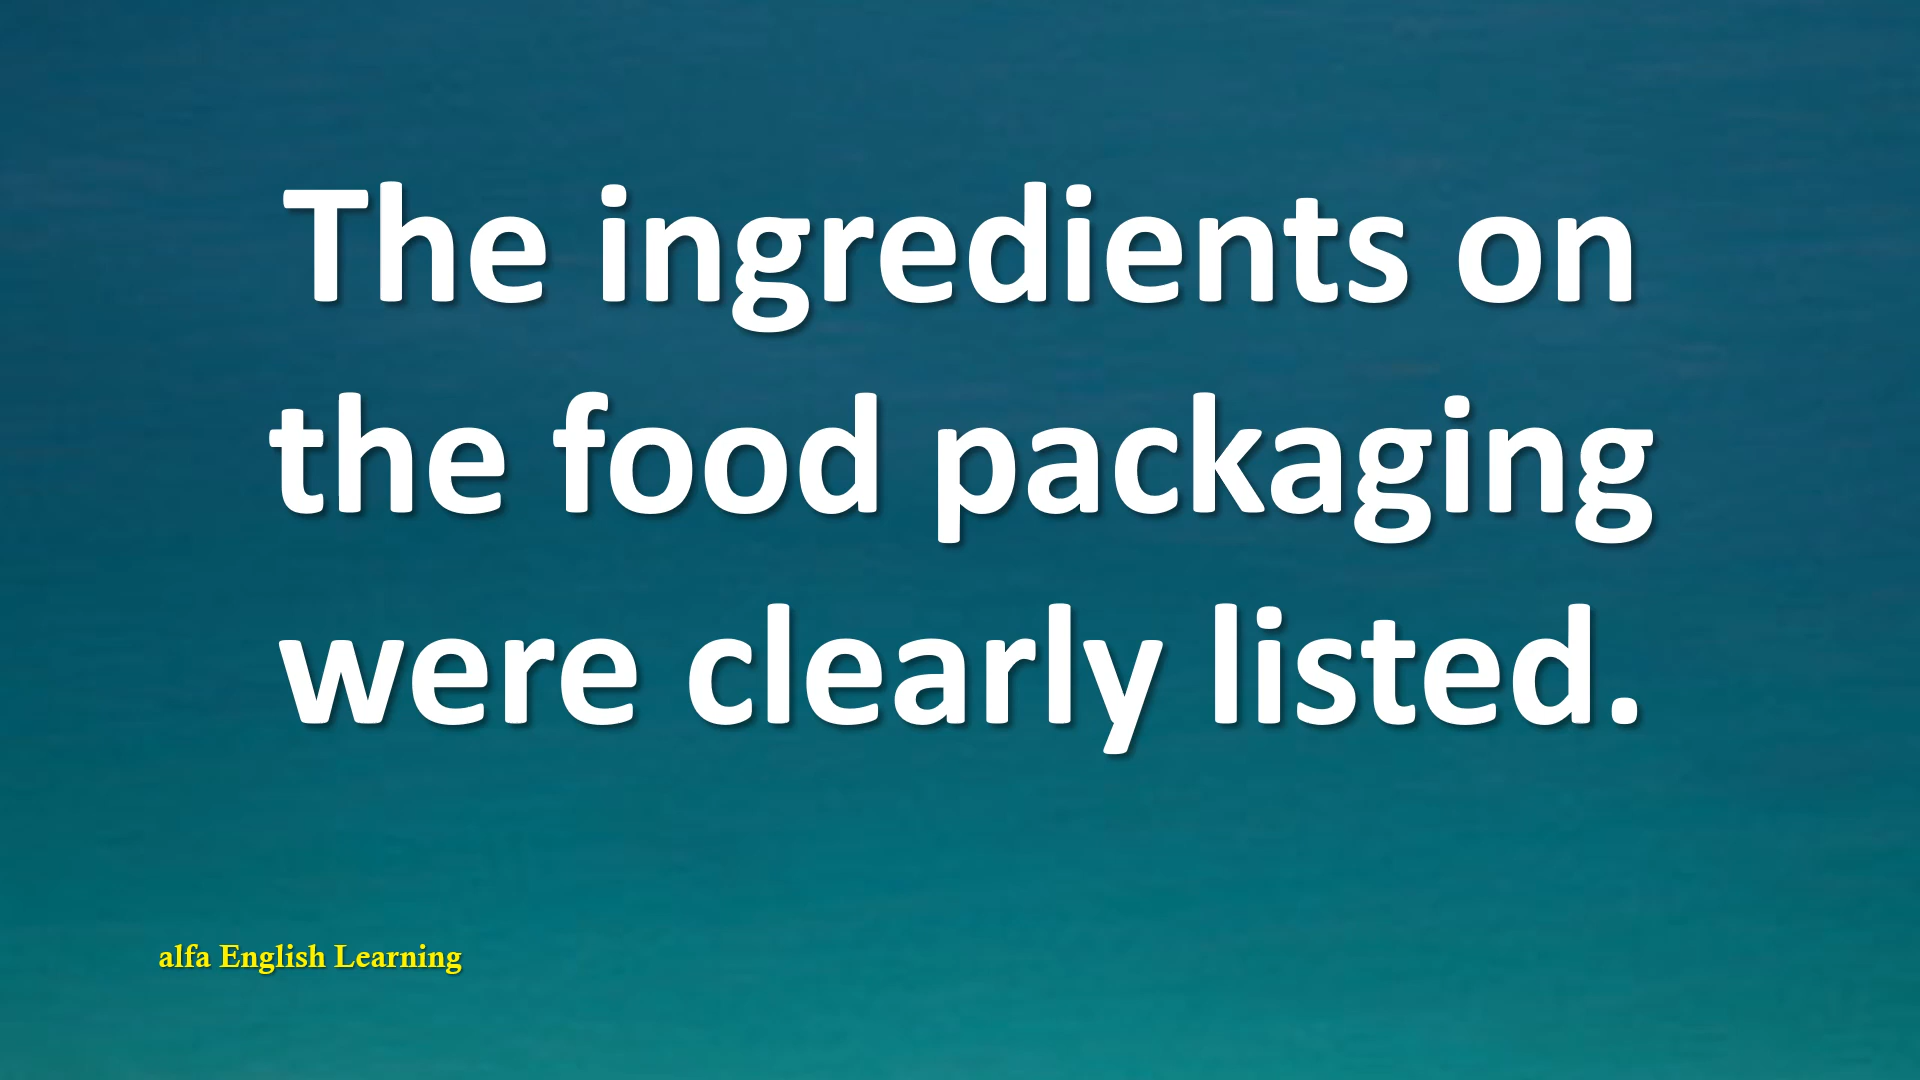 The ingredients on
the food packaging
were clearly listed.
alfa English Learning